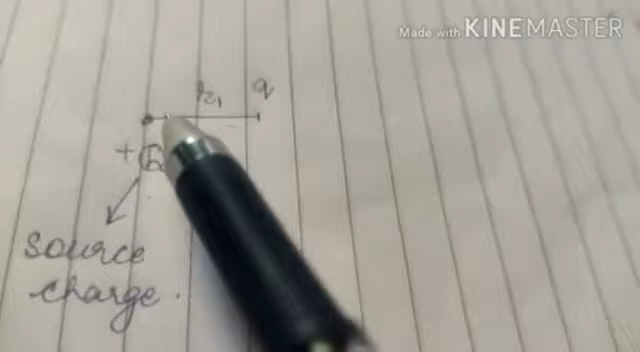 Made with KINEMASTER
r₁ q
+Q
source
charge.